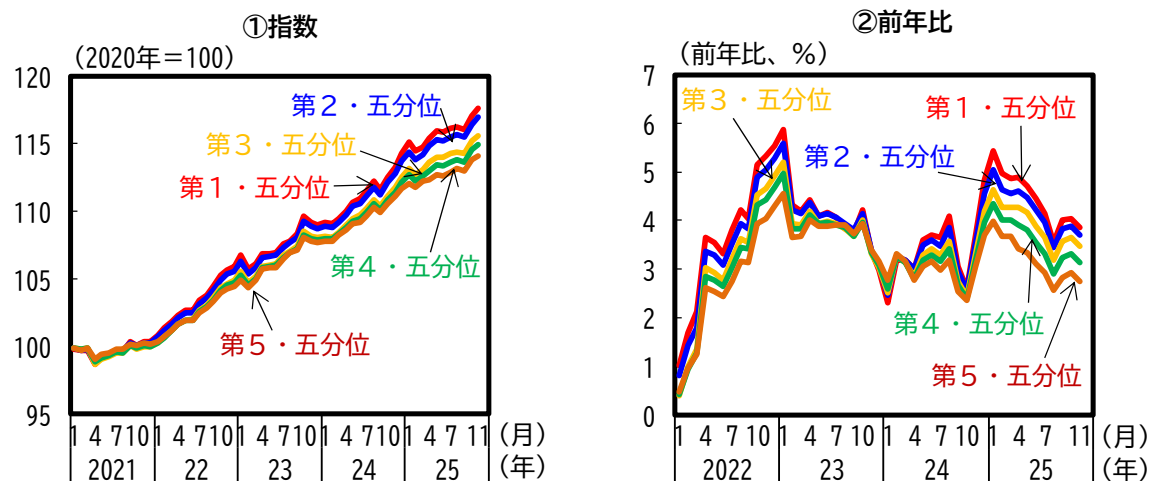 ①指数
（2020年＝100）
120
115
110
105
100
95
第２・五分位
第３・五分位
第１・五分位
第４・五分位
第５・五分位
1 4 7 10 1 4 7 10 1 4 7 10 1 4 7 10 1 4 7 11 （月）
2021 22 23 24 25 （年）
②前年比
（前年比、%）
7
6
5
4
3
2
1
0
第３・五分位
第１・五分位
第２・五分位
第４・五分位
第５・五分位
1 4 7 10 1 4 7 10 1 4 7 10 1 4 7 11 （月）
2022 23 24 25 （年）